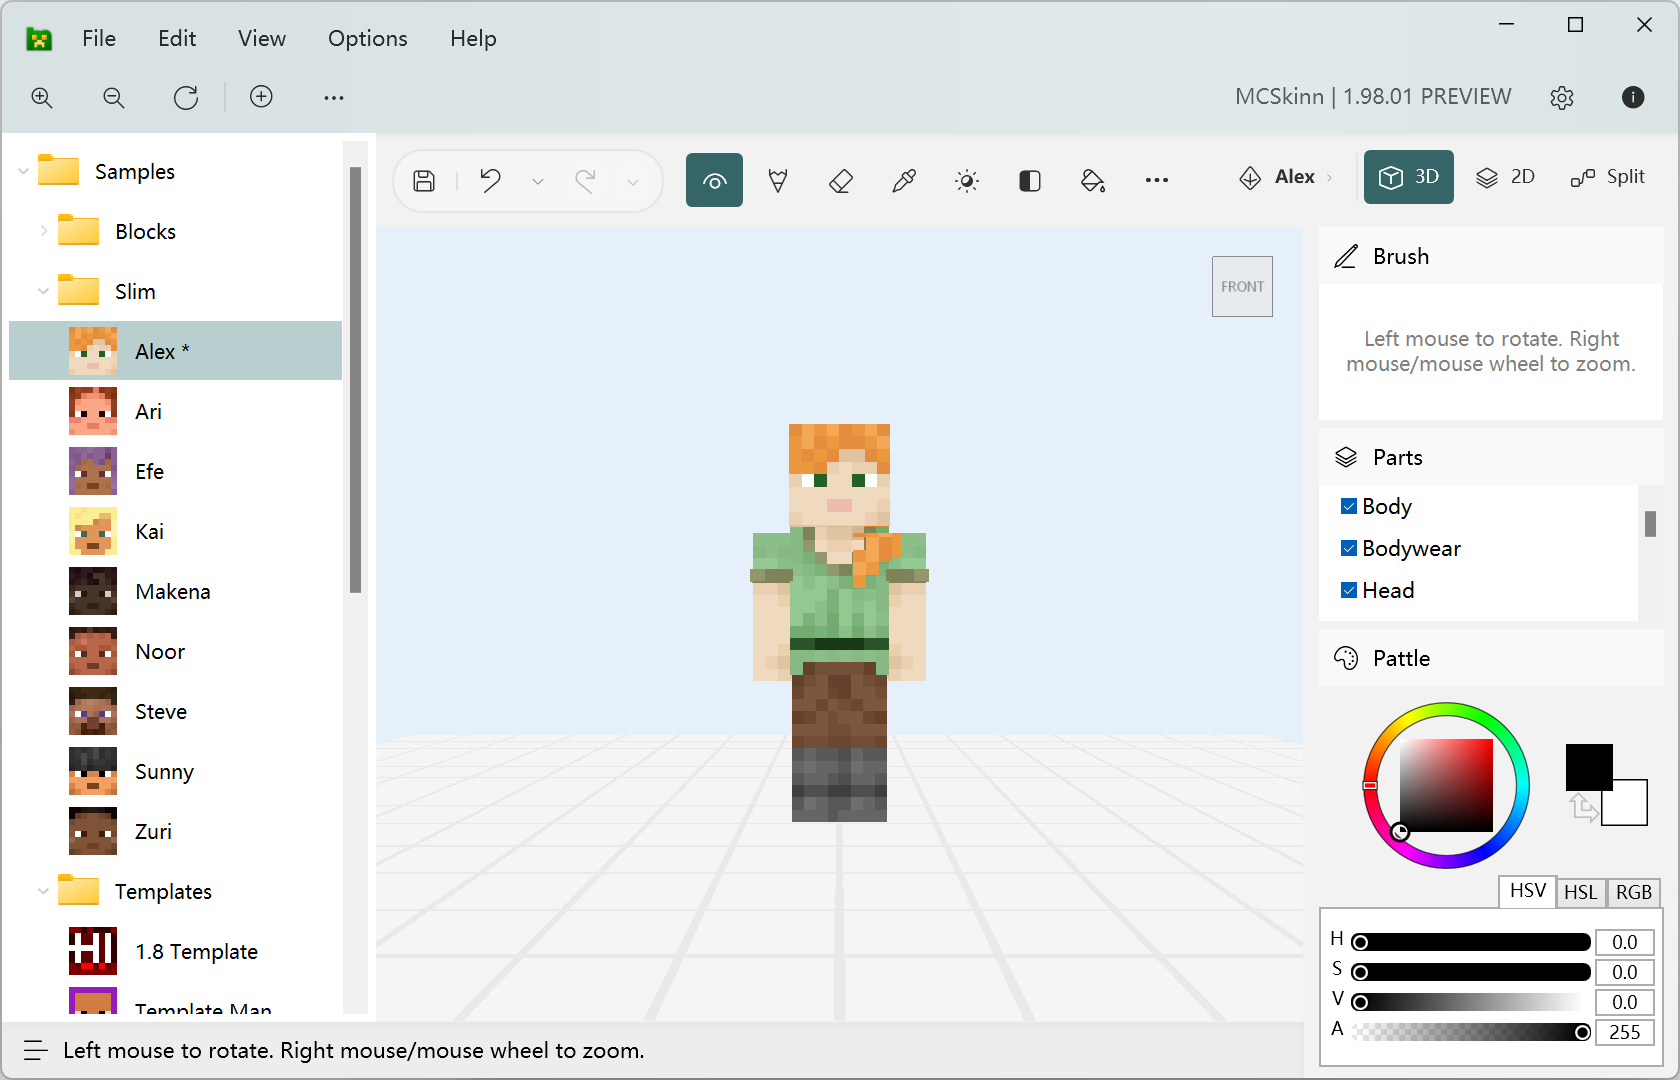 File Edit View Options Help
MCSkinn | 1.98.01 PREVIEW
Samples
Blocks
Slim
Alex *
Ari
Efe
Kai
Makena
Noor
Steve
Sunny
Zuri
Templates
1.8 Template
Template Man
Alex
3D
2D
Split
FRONT
Brush
Left mouse to rotate. Right
mouse/mouse wheel to zoom.
Parts
Body
Bodywear
Head
Pattle
HSV HSL RGB
H 0.0
S 0.0
V 0.0
A 255
Left mouse to rotate. Right mouse/mouse wheel to zoom.